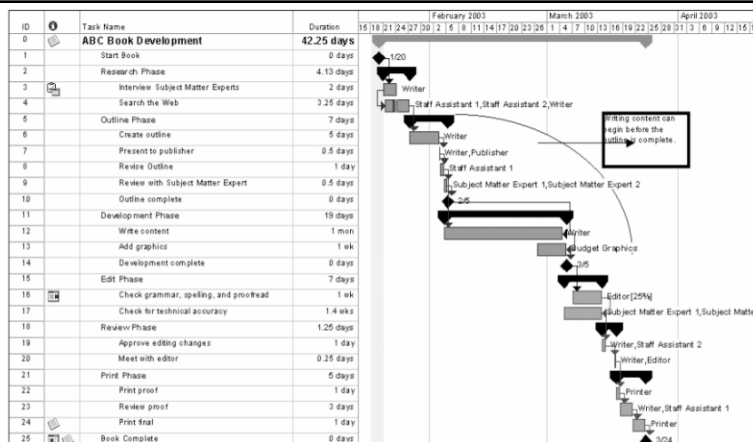 February 2003 March 2003 April 2003
ID Task Name Duration 15 18 21 24 27 30 2 5 8 11 14 17 20 23 26 1 4 7 10 13 16 19 22 25 28 31 3 6 9 12 15
0 ABC Book Development 42.25 days
1 Start Book 0 days 1/20
2 Research Phase 4.13 days
3 Interview Subject Matter Experts 2 days Writer
4 Search the Web 3.25 days Staff Assistant 1,Staff Assistant 2,Writer
5 Outline Phase 7 days
6 Create outline 5 days Writer
7 Present to publisher 0.5 days Writer,Publisher
8 Revise Outline 1 day Staff Assistant 1
9 Review with Subject Matter Expert 0.5 days Subject Matter Expert 1,Subject Matter Expert 2
10 Outline complete 0 days 2/5
11 Development Phase 19 days
12 Write content 1 mon Writer
13 Add graphics 1 wk Budget Graphics
14 Development complete 0 days 3/5
15 Edit Phase 7 days
16 Check grammar, spelling, and proofread 1 wk Editor[25%]
17 Check for technical accuracy 1.4 wks Subject Matter Expert 1,Subject Matte
18 Review Phase 1.25 days
19 Approve editing changes 1 day Writer,Staff Assistant 2
20 Meet with editor 0.25 days Writer,Editor
21 Print Phase 5 days
22 Print proof 1 day Printer
23 Review proof 3 days Writer,Staff Assistant 1
24 Print final 1 day Printer
25 Book Complete 0 days 3/24
Writing content can
begin before the
outline is complete.